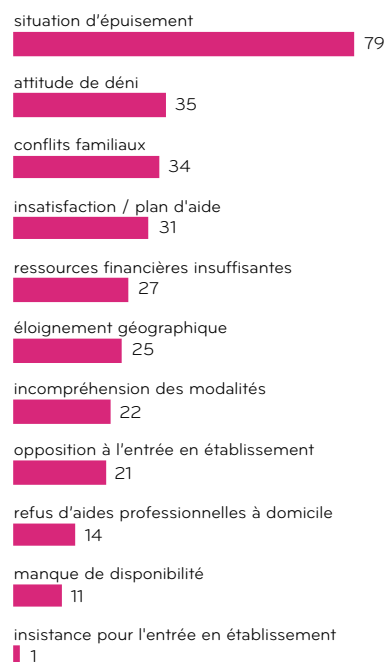 situation d’épuisement
79
attitude de déni
35
conflits familiaux
34
insatisfaction / plan d'aide
31
ressources financières insuffisantes
27
éloignement géographique
25
incompréhension des modalités
22
opposition à l’entrée en établissement
21
refus d’aides professionnelles à domicile
14
manque de disponibilité
11
insistance pour l'entrée en établissement
1